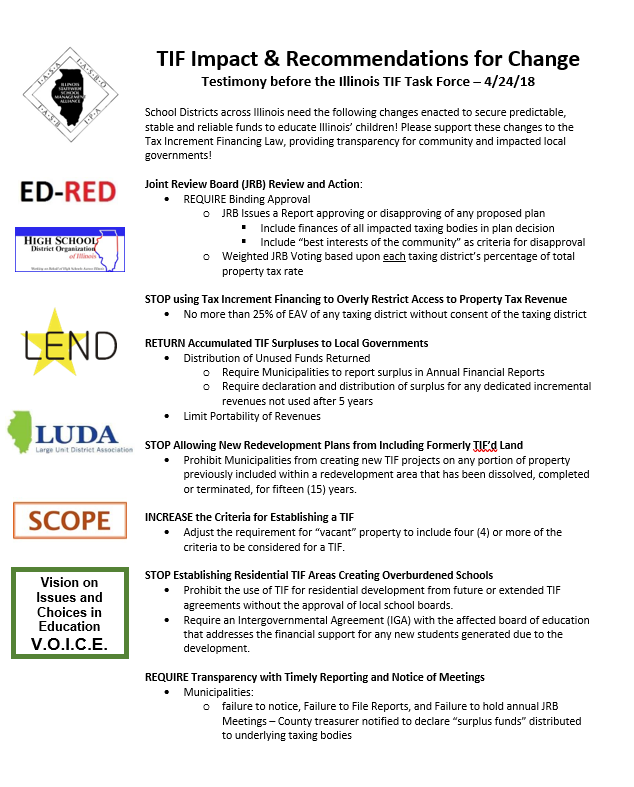 TIF Impact & Recommendations for Change
Testimony before the Illinois TIF Task Force – 4/24/18
IASA
IASBO
ILLINOIS
STATEWIDE
SCHOOL
MANAGEMENT
ALLIANCE
IASB
IPA
School Districts across Illinois need the following changes enacted to secure predictable,
stable and reliable funds to educate Illinois’ children! Please support these changes to the
Tax Increment Financing Law, providing transparency for community and impacted local
governments!
ED-RED
HIGH SCHOOL
District Organization
of Illinois
Working on Behalf of High Schools Across Illinois
LEND
LUDA
Large Unit District Association
SCOPE
Vision on
Issues and
Choices in
Education
V.O.I.C.E.
Joint Review Board (JRB) Review and Action:
• REQUIRE Binding Approval
o JRB Issues a Report approving or disapproving of any proposed plan
▪ Include finances of all impacted taxing bodies in plan decision
▪ Include “best interests of the community” as criteria for disapproval
o Weighted JRB Voting based upon each taxing district’s percentage of total
property tax rate
STOP using Tax Increment Financing to Overly Restrict Access to Property Tax Revenue
• No more than 25% of EAV of any taxing district without consent of the taxing district
RETURN Accumulated TIF Surpluses to Local Governments
• Distribution of Unused Funds Returned
o Require Municipalities to report surplus in Annual Financial Reports
o Require declaration and distribution of surplus for any dedicated incremental
revenues not used after 5 years
• Limit Portability of Revenues
STOP Allowing New Redevelopment Plans from Including Formerly TIF’d Land
• Prohibit Municipalities from creating new TIF projects on any portion of property
previously included within a redevelopment area that has been dissolved, completed
or terminated, for fifteen (15) years.
INCREASE the Criteria for Establishing a TIF
• Adjust the requirement for “vacant” property to include four (4) or more of the
criteria to be considered for a TIF.
STOP Establishing Residential TIF Areas Creating Overburdened Schools
• Prohibit the use of TIF for residential development from future or extended TIF
agreements without the approval of local school boards.
• Require an Intergovernmental Agreement (IGA) with the affected board of education
that addresses the financial support for any new students generated due to the
development.
REQUIRE Transparency with Timely Reporting and Notice of Meetings
• Municipalities:
o failure to notice, Failure to File Reports, and Failure to hold annual JRB
Meetings – County treasurer notified to declare “surplus funds” distributed
to underlying taxing bodies